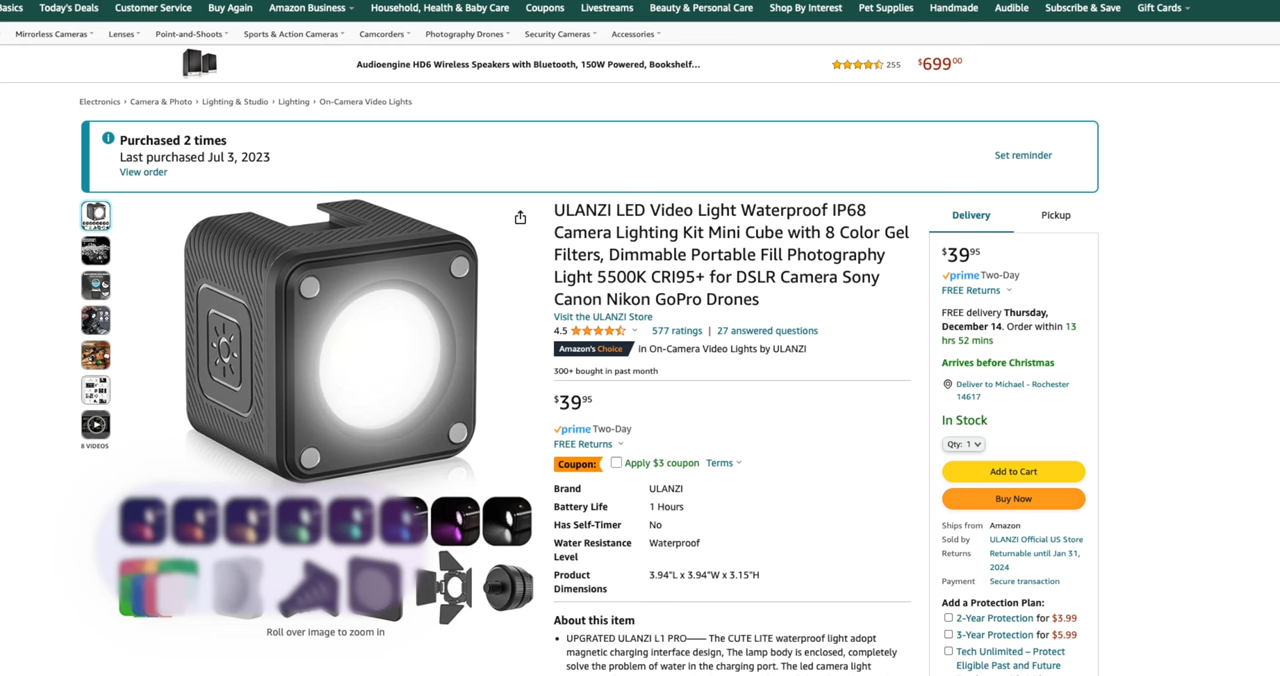 asics Today's Deals Customer Service Buy Again Amazon Business Household, Health & Baby Care Coupons Livestreams Beauty & Personal Care Shop By Interest Pet Supplies Handmade Audible Subscribe & Save Gift Cards
Mirrorless Cameras Lenses Point-and-Shoots Sports & Action Cameras Camcorders Photography Drones Security Cameras Accessories
Audioengine HD6 Wireless Speakers with Bluetooth, 150W Powered, Bookshelf... 255 $699 00
Electronics › Camera & Photo › Lighting & Studio › Lighting › On-Camera Video Lights
Purchased 2 times
Last purchased Jul 3, 2023
View order
Set reminder
8 VIDEOS
Roll over image to zoom in
ULANZI LED Video Light Waterproof IP68
Camera Lighting Kit Mini Cube with 8 Color Gel
Filters, Dimmable Portable Fill Photography
Light 5500K CRI95+ for DSLR Camera Sony
Canon Nikon GoPro Drones
Visit the ULANZI Store
4.5 577 ratings | 27 answered questions
Amazon's Choice in On-Camera Video Lights by ULANZI
300+ bought in past month
$39 95
prime Two-Day
FREE Returns
Coupon: Apply $3 coupon Terms
Brand ULANZI
Battery Life 1 Hours
Has Self-Timer No
Water Resistance Waterproof
Level
Product 3.94"L x 3.94"W x 3.15"H
Dimensions
About this item
• UPGRATED ULANZI L1 PRO—— The CUTE LITE waterproof light adopt
magnetic charging interface design, The lamp body is enclosed, completely
solve the problem of water in the charging port. The led camera light
Delivery Pickup
$39 95
prime Two-Day
FREE Returns
FREE delivery Thursday,
December 14. Order within 13
hrs 52 mins
Arrives before Christmas
Deliver to Michael - Rochester
14617
In Stock
Qty: 1
Add to Cart
Buy Now
Ships from Amazon
Sold by ULANZI Official US Store
Returns Returnable until Jan 31,
2024
Payment Secure transaction
Add a Protection Plan:
2-Year Protection for $3.99
3-Year Protection for $5.99
Tech Unlimited – Protect
Eligible Past and Future